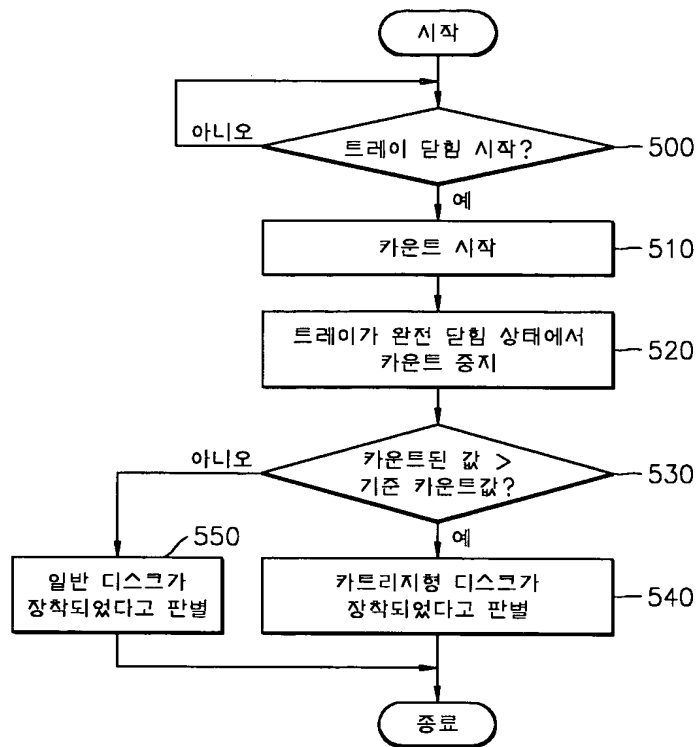 시작
아니오
트레이 닫힘 시작?
500
예
카운트 시작
510
트레이가 완전 닫힘 상태에서
카운트 중지
520
아니오
카운트된 값 >
기준 카운트값?
530
예
550
일반 디스크가
장착되었다고 판별
카트리지형 디스크가
장착되었다고 판별
540
종료